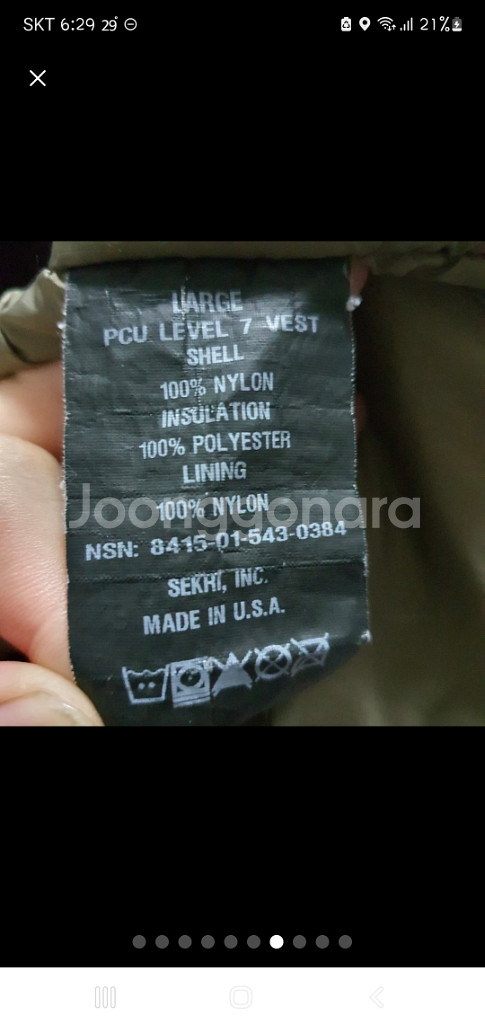 SKT 6:29 29°
21%
LARGE
PCU LEVEL 7 VEST
SHELL
100% NYLON
INSULATION
100% POLYESTER
LINING
100% NYLON
Joonggonara
NSN: 8415-01-543-0384
SEKRI, INC.
MADE IN U.S.A.